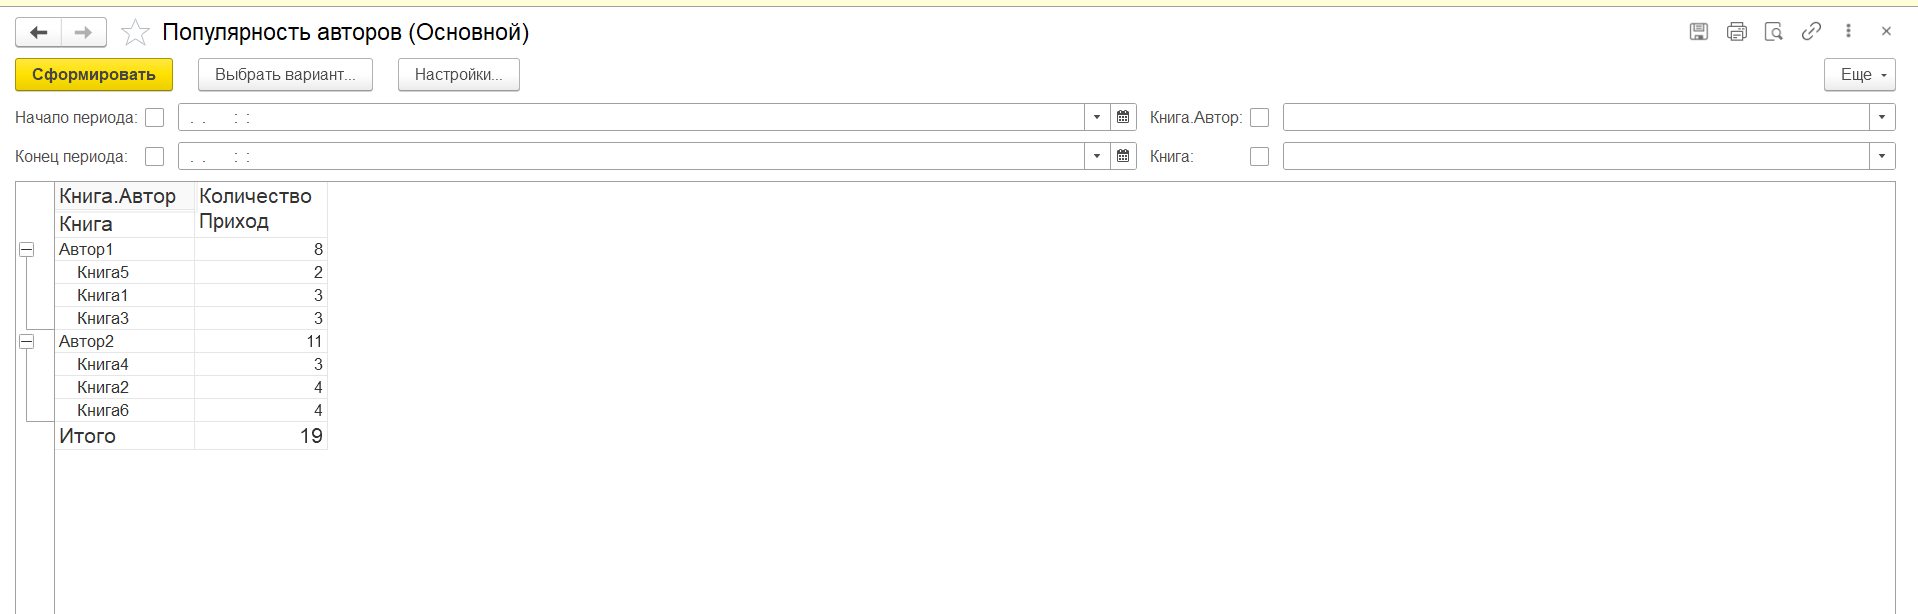 Популярность авторов (Основной)
Сформировать Выбрать вариант... Настройки... Еще
Начало периода: . . : : Книга.Автор:
Конец периода: . . : : Книга:
Книга.Автор Количество
Книга Приход
Автор1 8
Книга5 2
Книга1 3
Книга3 3
Автор2 11
Книга4 3
Книга2 4
Книга6 4
Итого 19